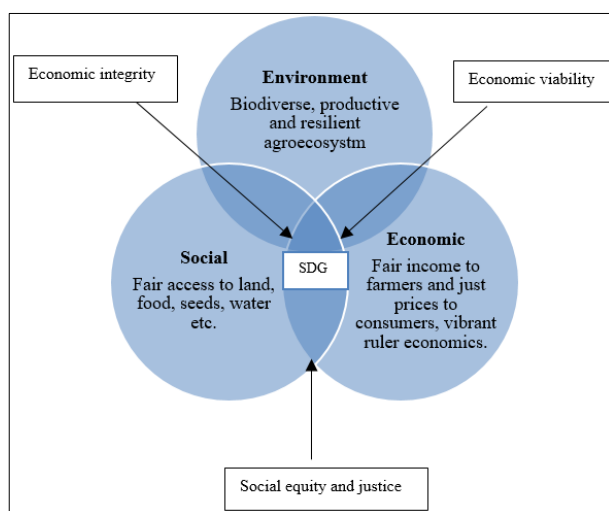 Economic integrity
Economic viability
Environment
Biodiverse, productive
and resilient
agroecosystm
Social
Fair access to land,
food, seeds, water
etc.
SDG
Economic
Fair income to
farmers and just
prices to
consumers, vibrant
ruler economics.
Social equity and justice